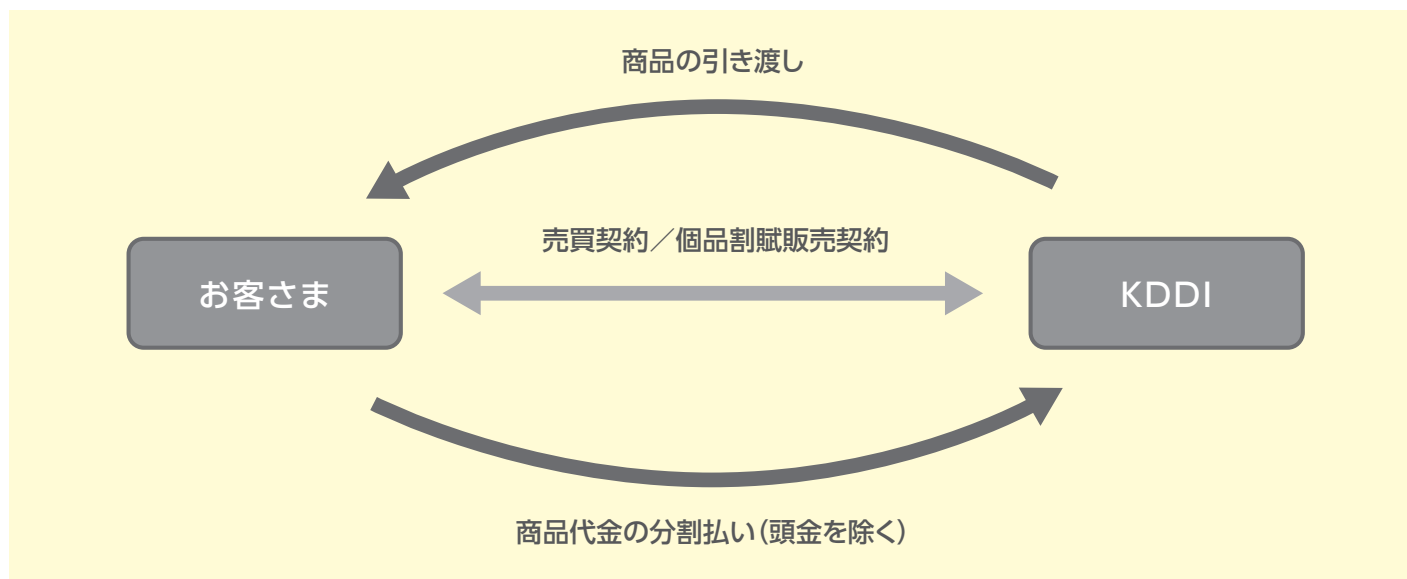 商品の引き渡し
売買契約／個品割賦販売契約
お客さま
KDDI
商品代金の分割払い（頭金を除く）